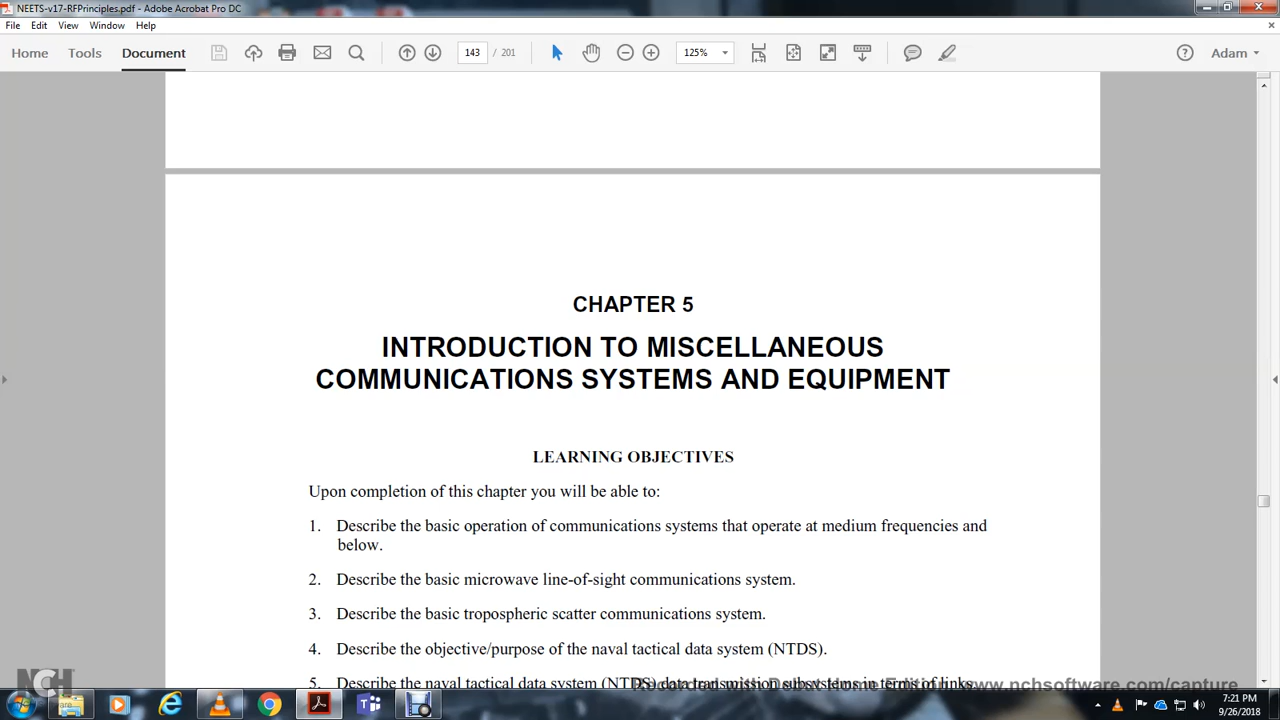 NEETS-v17-RFPrinciples.pdf - Adobe Acrobat Pro DC
File Edit View Window Help
Home Tools Document 143 / 201 125% Adam
CHAPTER 5
INTRODUCTION TO MISCELLANEOUS
COMMUNICATIONS SYSTEMS AND EQUIPMENT
LEARNING OBJECTIVES
Upon completion of this chapter you will be able to:
1. Describe the basic operation of communications systems that operate at medium frequencies and
below.
2. Describe the basic microwave line-of-sight communications system.
3. Describe the basic tropospheric scatter communications system.
4. Describe the objective/purpose of the naval tactical data system (NTDS).
5. Describe the naval tactical data system (NTDS) data transmission subsystems in terms of links.
Recorded with Debut Home Edition www.nchsoftware.com/capture
NCH
7:21 PM
9/26/2018